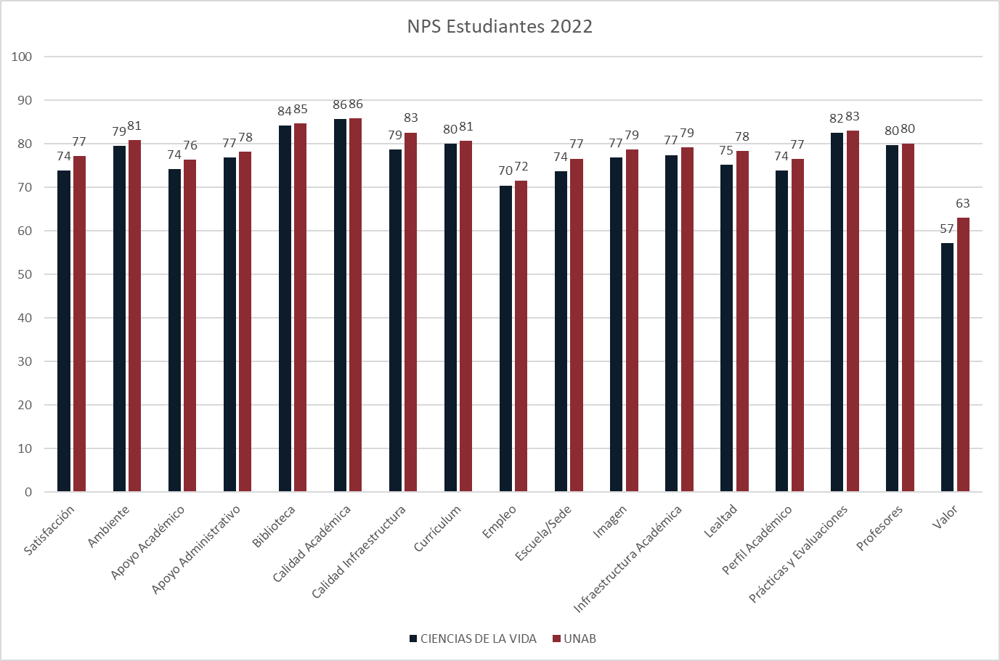 NPS Estudiantes 2022
100
90
80
70
60
50
40
30
20
10
0
74 77
79 81
74 76
77 78
84 85
86 86
79 83
80 81
70 72
74 77
77 79
77 79
75 78
74 77
82 83
80 80
57 63
Satisfacción
Ambiente
Apoyo Académico
Apoyo Administrativo
Biblioteca
Calidad Académica
Calidad Infraestructura
Currículum
Empleo
Escuela/Sede
Imagen
Infraestructura Académica
Lealtad
Perfil Académico
Prácticas y Evaluaciones
Profesores
Valor
CIENCIAS DE LA VIDA UNAB